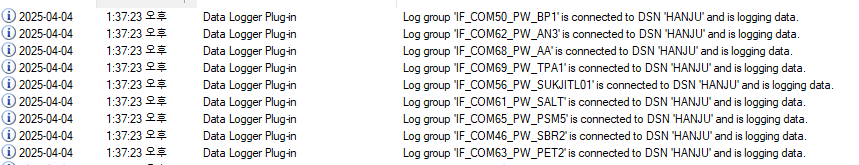 2025-04-04 1:37:23 오후 Data Logger Plug-in Log group 'IF_COM50_PW_BP1' is connected to DSN 'HANJU' and is logging data.
2025-04-04 1:37:23 오후 Data Logger Plug-in Log group 'IF_COM62_PW_AN3' is connected to DSN 'HANJU' and is logging data.
2025-04-04 1:37:23 오후 Data Logger Plug-in Log group 'IF_COM68_PW_AA' is connected to DSN 'HANJU' and is logging data.
2025-04-04 1:37:23 오후 Data Logger Plug-in Log group 'IF_COM69_PW_TPA1' is connected to DSN 'HANJU' and is logging data.
2025-04-04 1:37:23 오후 Data Logger Plug-in Log group 'IF_COM56_PW_SUKJITL01' is connected to DSN 'HANJU' and is logging data.
2025-04-04 1:37:23 오후 Data Logger Plug-in Log group 'IF_COM61_PW_SALT' is connected to DSN 'HANJU' and is logging data.
2025-04-04 1:37:23 오후 Data Logger Plug-in Log group 'IF_COM65_PW_PSM5' is connected to DSN 'HANJU' and is logging data.
2025-04-04 1:37:23 오후 Data Logger Plug-in Log group 'IF_COM46_PW_SBR2' is connected to DSN 'HANJU' and is logging data.
2025-04-04 1:37:23 오후 Data Logger Plug-in Log group 'IF_COM63_PW_PET2' is connected to DSN 'HANJU' and is logging data.